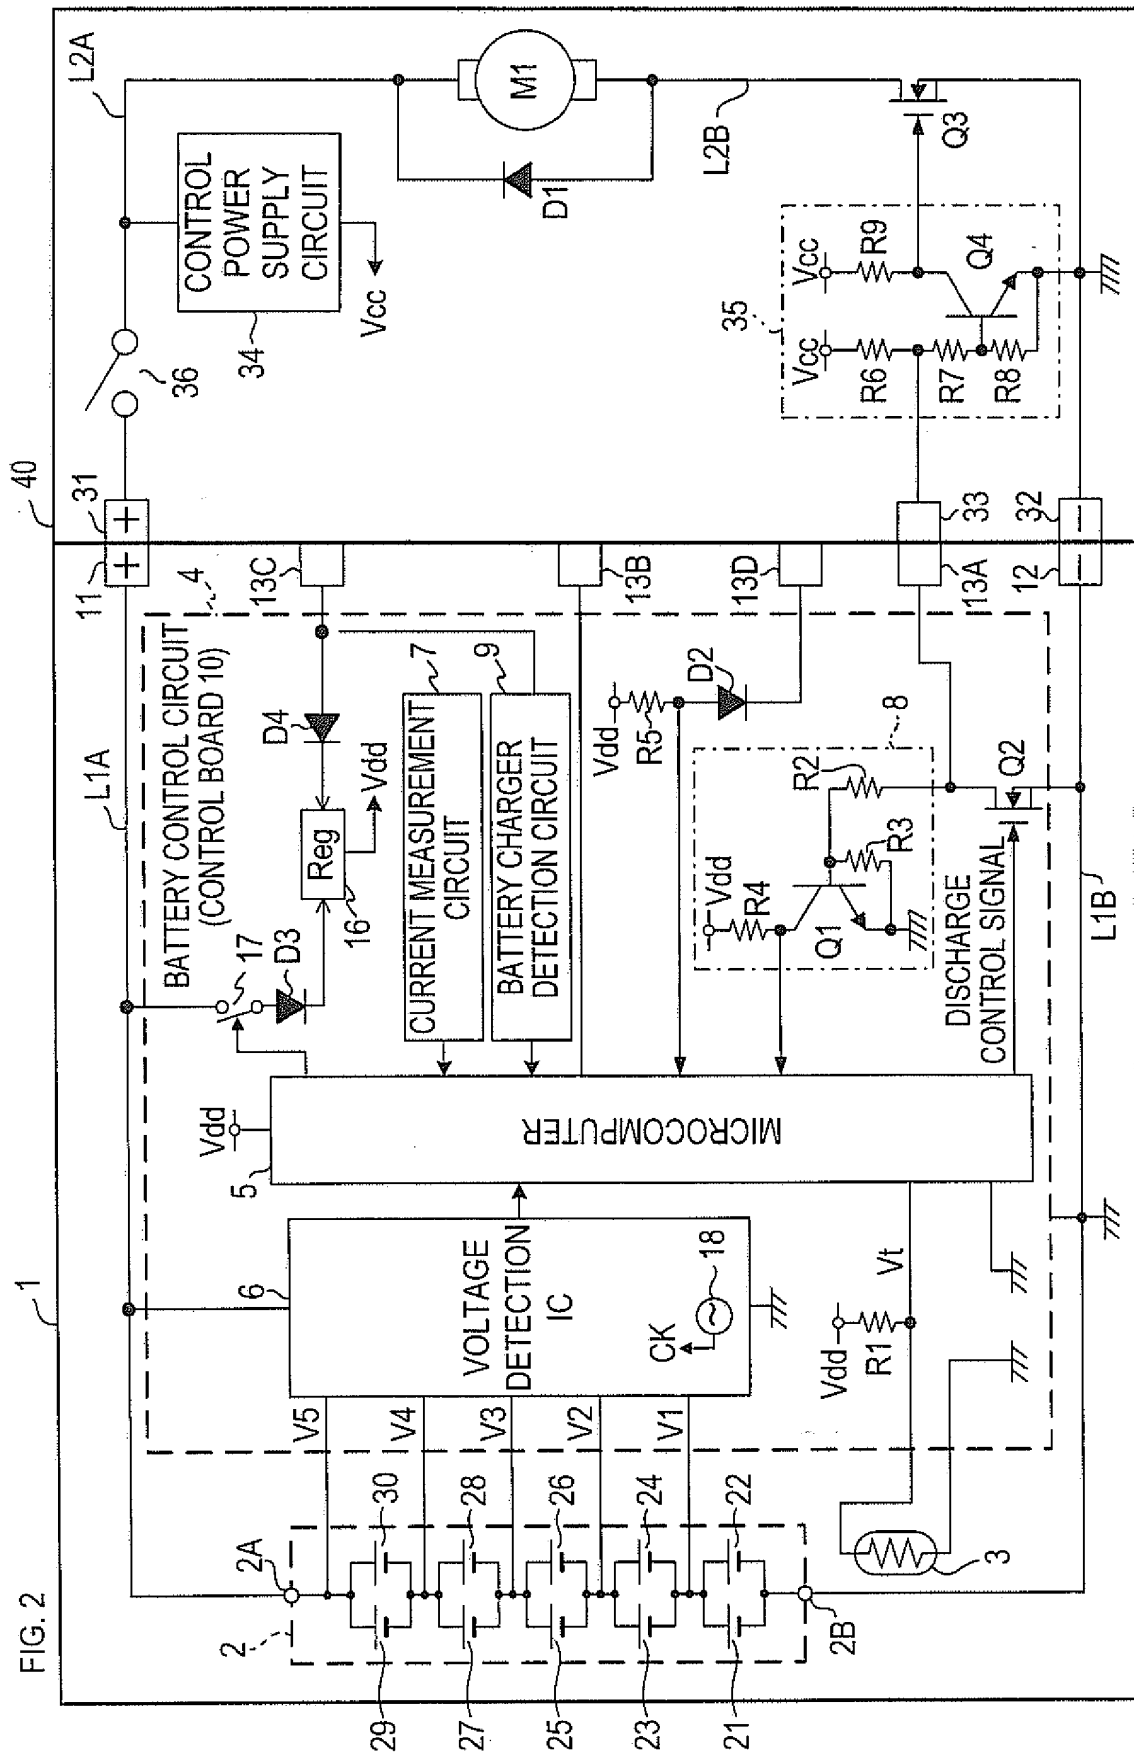 FIG. 2
1
40
2A
2
29
30
27
28
25
26
23
24
21
22
2B
3
V5
V4
V3
V2
V1
6
VOLTAGE
DETECTION
IC
CK
18
Vdd
R1
Vt
5
Vdd
MICROCOMPUTER
L1A
BATTERY CONTROL CIRCUIT
(CONTROL BOARD 10)
4
17
D3
16
Reg
Vdd
D4
CURRENT MEASUREMENT
CIRCUIT
7
BATTERY CHARGER
DETECTION CIRCUIT
9
Vdd
R5
D2
8
Vdd
R4
Q1
R3
R2
DISCHARGE
CONTROL SIGNAL
Q2
L1B
11
+
+
31
13C
13B
13D
13A
33
12
−
−
32
36
L2A
34
CONTROL
POWER
SUPPLY
CIRCUIT
Vcc
M1
D1
L2B
35
Vcc
Vcc
R6
R9
R7
R8
Q4
Q3